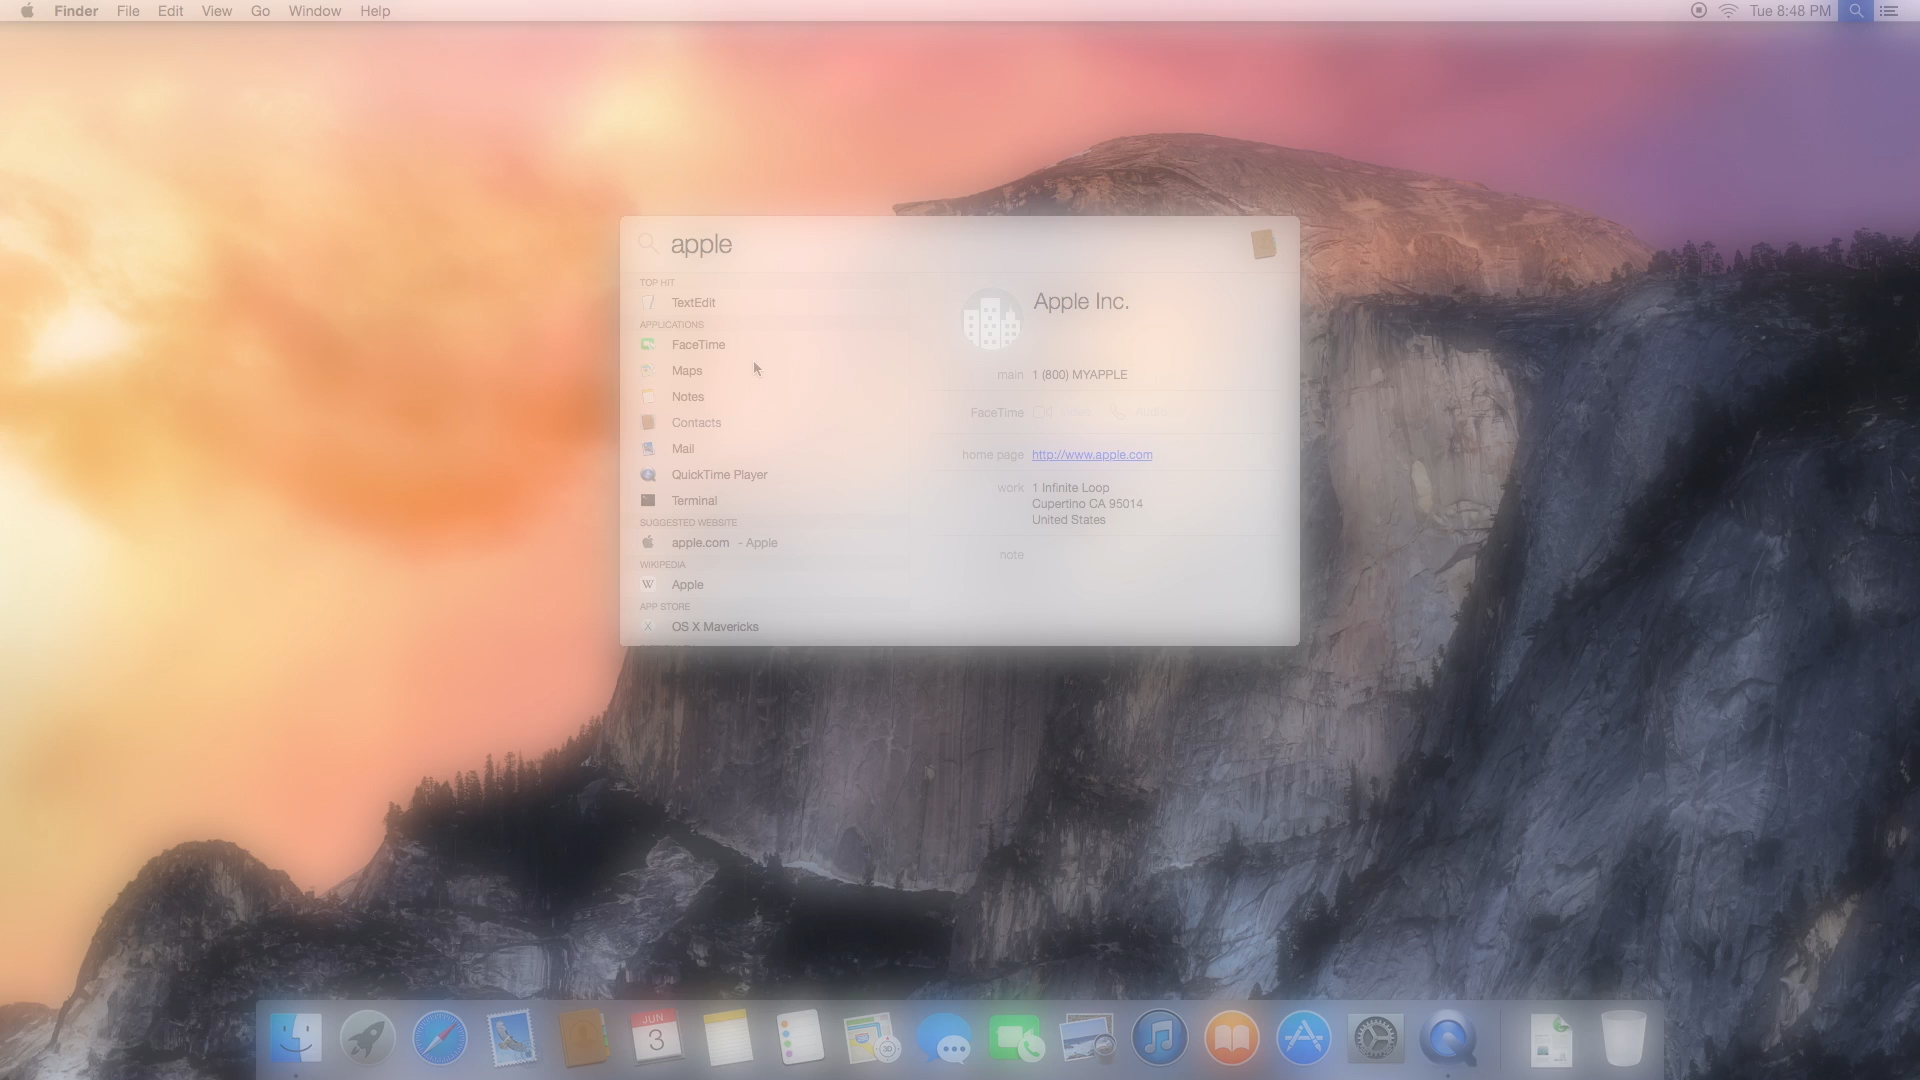 Finder File Edit View Go Window Help Tue 8:48 PM
apple
TOP HIT
TextEdit
APPLICATIONS
FaceTime
Maps
Notes
Contacts
Mail
QuickTime Player
Terminal
SUGGESTED WEBSITE
apple.com - Apple
WIKIPEDIA
W Apple
APP STORE
X OS X Mavericks
Apple Inc.
main 1 (800) MYAPPLE
FaceTime Audio
home page http://www.apple.com
work 1 Infinite Loop
Cupertino CA 95014
United States
note
JUN
3
3D